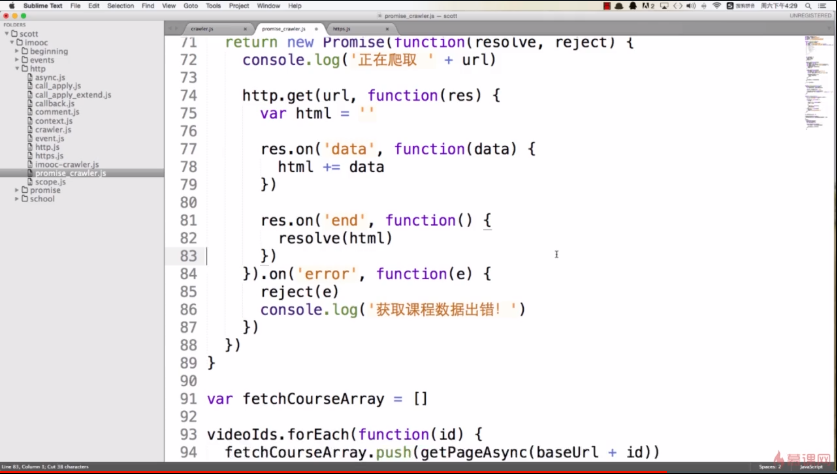 Sublime Text File Edit Selection Find View Goto Tools Project Window Help
周六下午4:29
promise_crawler.js — scott
UNREGISTERED
FOLDERS
scott
imooc
beginning
events
http
async.js
call_apply.js
call_apply_extend.js
callback.js
comment.js
context.js
crawler.js
event.js
http.js
https.js
imooc-crawler.js
promise_crawler.js
scope.js
promise
school
crawler.js
promise_crawler.js
https.js
71 return new Promise(function(resolve, reject) {
72 console.log('正在爬取 ' + url)
73
74 http.get(url, function(res) {
75 var html = ''
76
77 res.on('data', function(data) {
78 html += data
79 })
80
81 res.on('end', function() {
82 resolve(html)
83 })
84 }).on('error', function(e) {
85 reject(e)
86 console.log('获取课程数据出错！')
87 })
88 })
89 }
90
91 var fetchCourseArray = []
92
93 videoIds.forEach(function(id) {
94 fetchCourseArray.push(getPageAsync(baseUrl + id))
Spaces: 2
JavaScript
慕课网